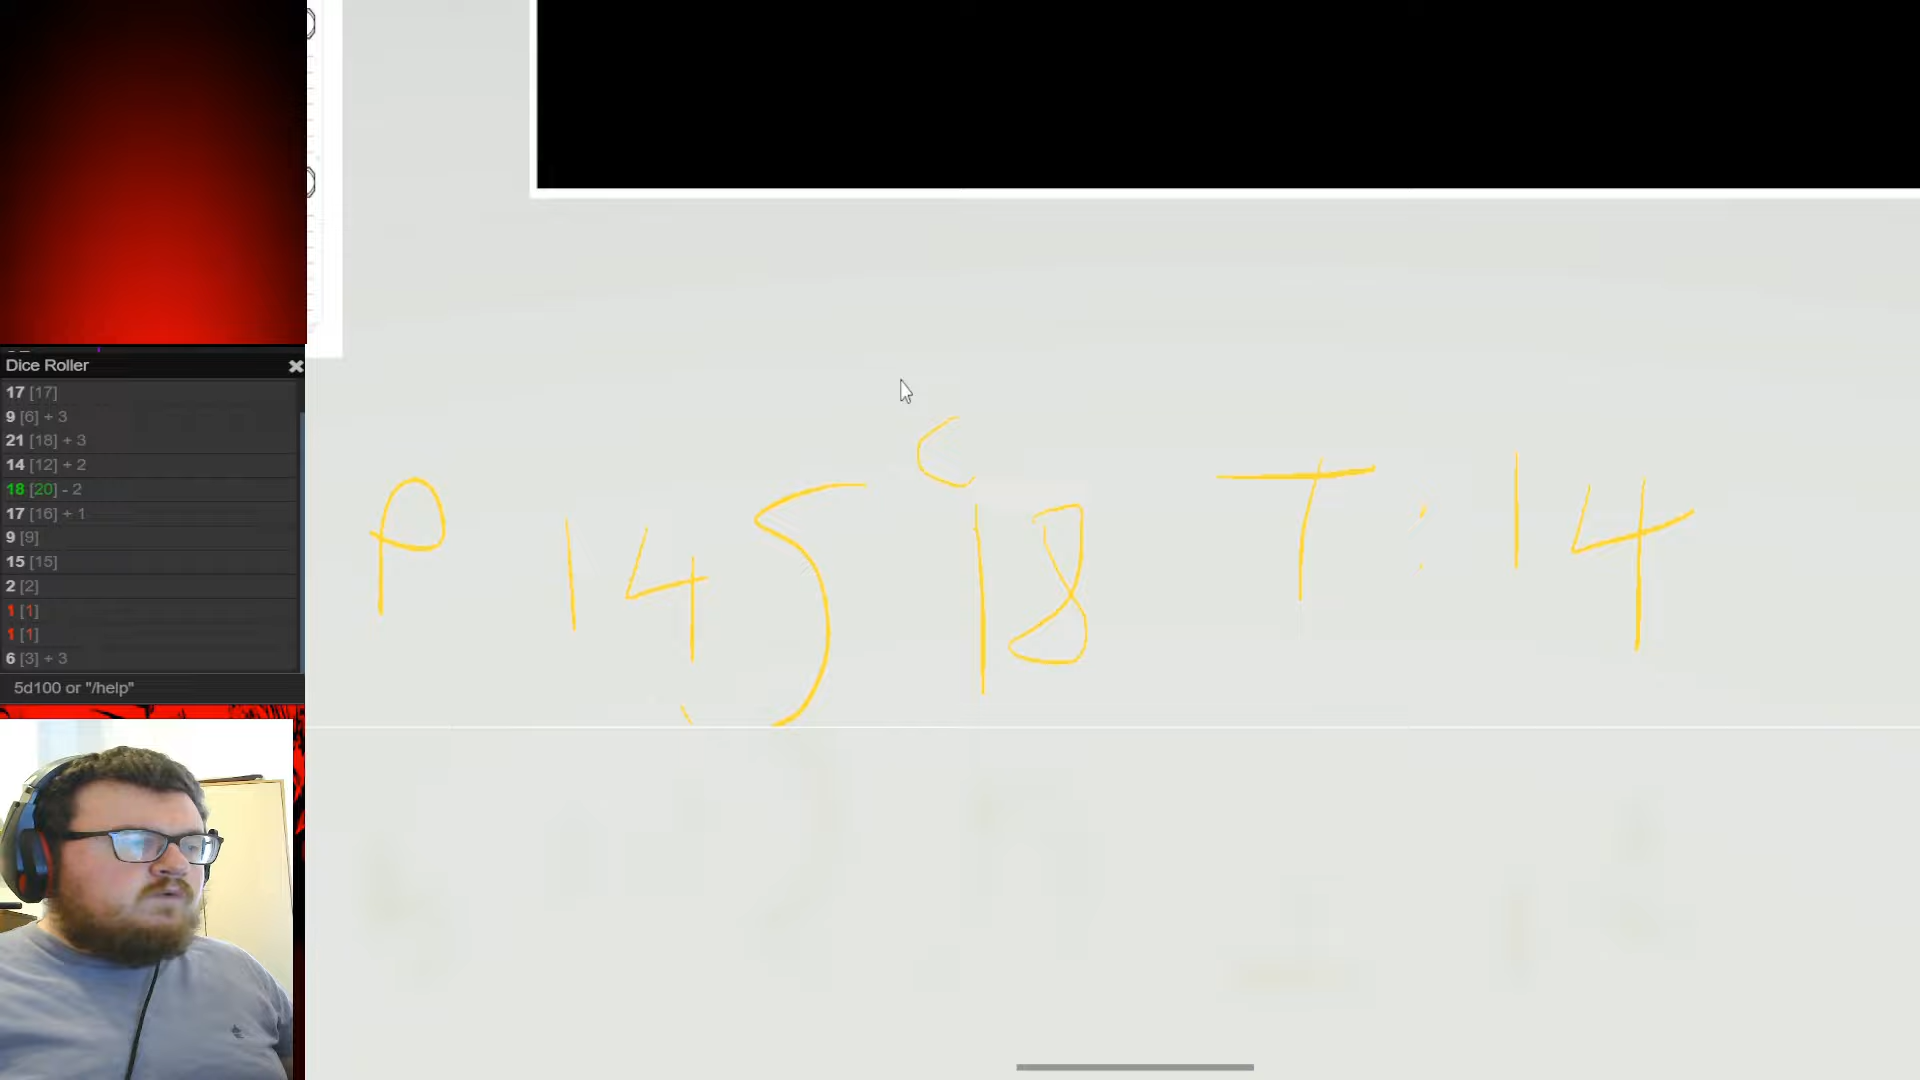 Dice Roller
17 [17]
9 [6] + 3
21 [18] + 3
14 [12] + 2
18 [20] - 2
17 [16] + 1
9 [9]
15 [15]
2 [2]
1 [1]
1 [1]
6 [3] + 3
5d100 or "/help"
P 14 S 18 T : 14